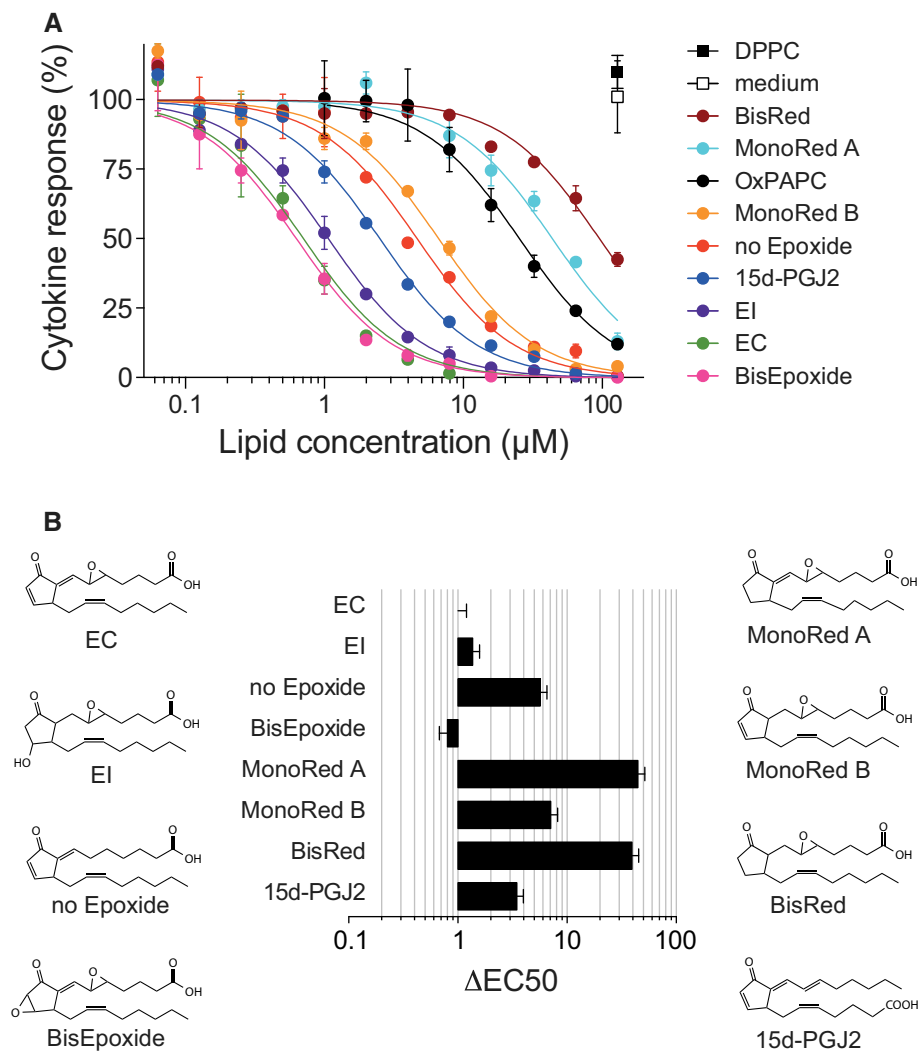 A
Cytokine response (%)
100
75
50
25
0
0.1
1
10
100
Lipid concentration (µM)
DPPC
medium
BisRed
MonoRed A
OxPAPC
MonoRed B
no Epoxide
15d-PGJ2
EI
EC
BisEpoxide
B
O
O
O
OH
EC
O
O
O
OH
HO
EI
O
O
OH
no Epoxide
O
O
O
OH
O
BisEpoxide
EC
EI
no Epoxide
BisEpoxide
MonoRed A
MonoRed B
BisRed
15d-PGJ2
0.1
1
10
100
ΔEC50
O
O
O
OH
MonoRed A
O
O
O
OH
MonoRed B
O
O
O
OH
BisRed
O
COOH
15d-PGJ2